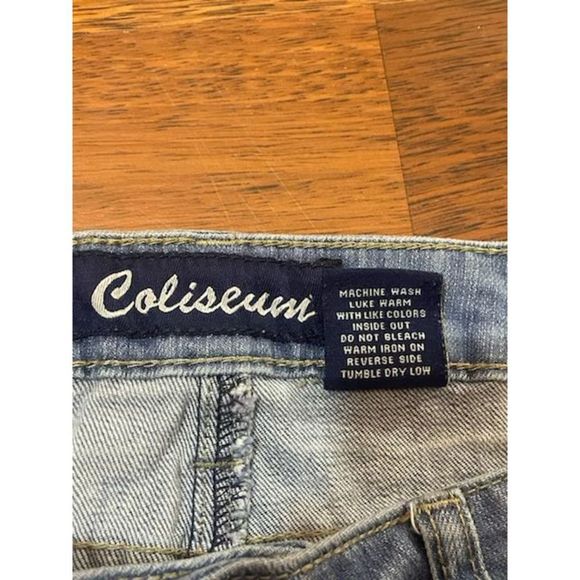 Coliseum
MACHINE WASH
LUKE WARM
WITH LIKE COLORS
INSIDE OUT
DO NOT BLEACH
WARM IRON ON
REVERSE SIDE
TUMBLE DRY LOW